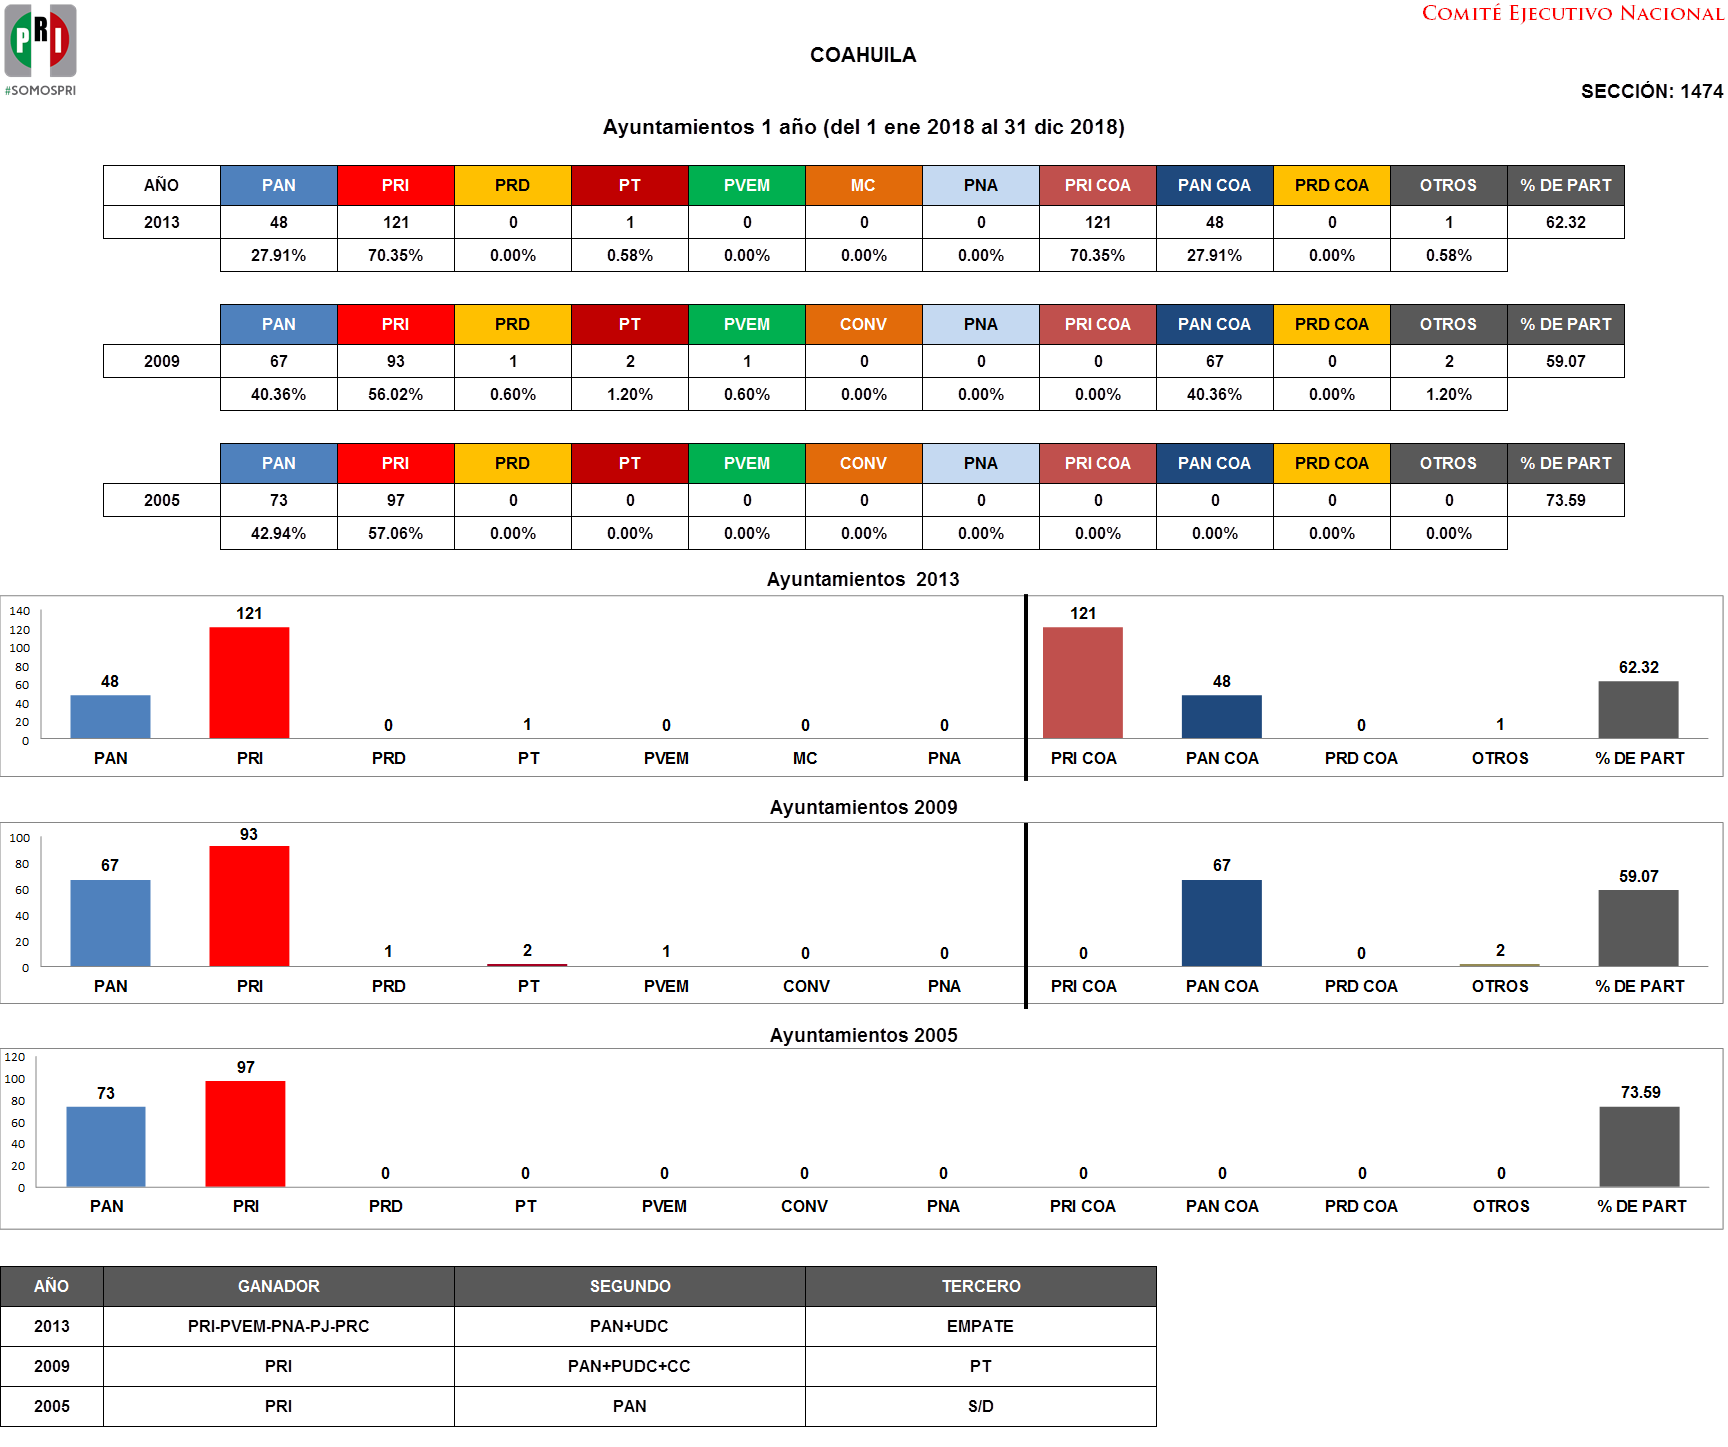 COMITÉ EJECUTIVO NACIONAL
PRI
#SOMOSPRI
COAHUILA
SECCIÓN: 1474
Ayuntamientos 1 año (del 1 ene 2018 al 31 dic 2018)
AÑO PAN PRI PRD PT PVEM MC PNA PRI COA PAN COA PRD COA OTROS % DE PART
2013 48 121 0 1 0 0 0 121 48 0 1 62.32
27.91% 70.35% 0.00% 0.58% 0.00% 0.00% 0.00% 70.35% 27.91% 0.00% 0.58%
PAN PRI PRD PT PVEM CONV PNA PRI COA PAN COA PRD COA OTROS % DE PART
2009 67 93 1 2 1 0 0 0 67 0 2 59.07
40.36% 56.02% 0.60% 1.20% 0.60% 0.00% 0.00% 0.00% 40.36% 0.00% 1.20%
PAN PRI PRD PT PVEM CONV PNA PRI COA PAN COA PRD COA OTROS % DE PART
2005 73 97 0 0 0 0 0 0 0 0 0 73.59
42.94% 57.06% 0.00% 0.00% 0.00% 0.00% 0.00% 0.00% 0.00% 0.00% 0.00%
Ayuntamientos 2013
140
120
100
80
60
40
20
0
48 121 0 1 0 0 0 121 48 0 1 62.32
PAN PRI PRD PT PVEM MC PNA PRI COA PAN COA PRD COA OTROS % DE PART
Ayuntamientos 2009
100
80
60
40
20
0
67 93 1 2 1 0 0 0 67 0 2 59.07
PAN PRI PRD PT PVEM CONV PNA PRI COA PAN COA PRD COA OTROS % DE PART
Ayuntamientos 2005
120
100
80
60
40
20
0
73 97 0 0 0 0 0 0 0 0 0 73.59
PAN PRI PRD PT PVEM CONV PNA PRI COA PAN COA PRD COA OTROS % DE PART
AÑO GANADOR SEGUNDO TERCERO
2013 PRI-PVEM-PNA-PJ-PRC PAN+UDC EMPATE
2009 PRI PAN+PUDC+CC PT
2005 PRI PAN S/D